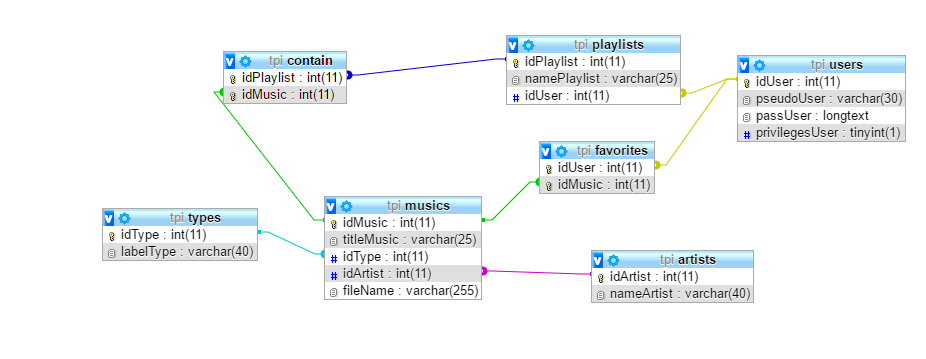 tpi contain
idPlaylist : int(11)
idMusic : int(11)
tpi playlists
idPlaylist : int(11)
namePlaylist : varchar(25)
idUser : int(11)
tpi users
idUser : int(11)
pseudoUser : varchar(30)
passUser : longtext
privilegesUser : tinyint(1)
tpi favorites
idUser : int(11)
idMusic : int(11)
tpi types
idType : int(11)
labelType : varchar(40)
tpi musics
idMusic : int(11)
titleMusic : varchar(25)
idType : int(11)
idArtist : int(11)
fileName : varchar(255)
tpi artists
idArtist : int(11)
nameArtist : varchar(40)